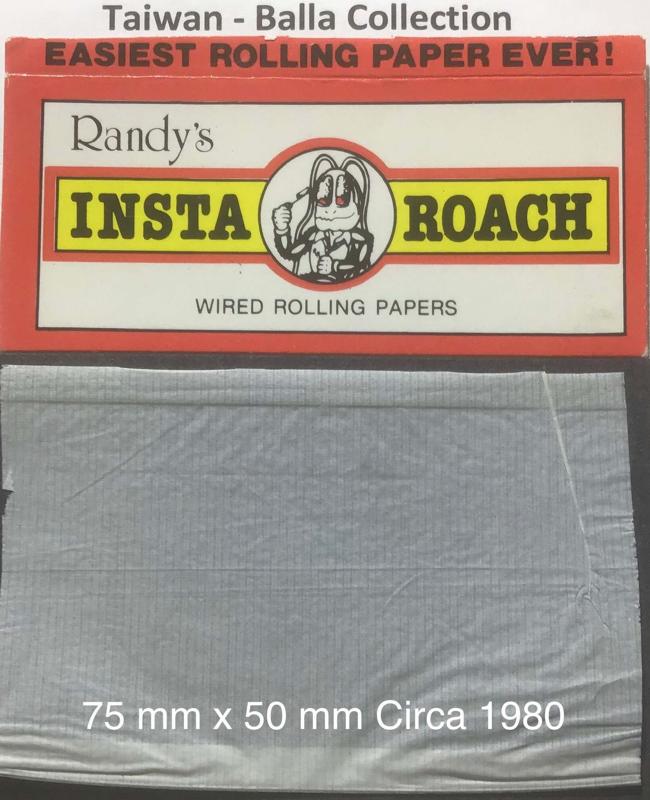 Taiwan - Balla Collection
EASIEST ROLLING PAPER EVER!
Randy's
INSTA ROACH
WIRED ROLLING PAPERS
75 mm x 50 mm Circa 1980